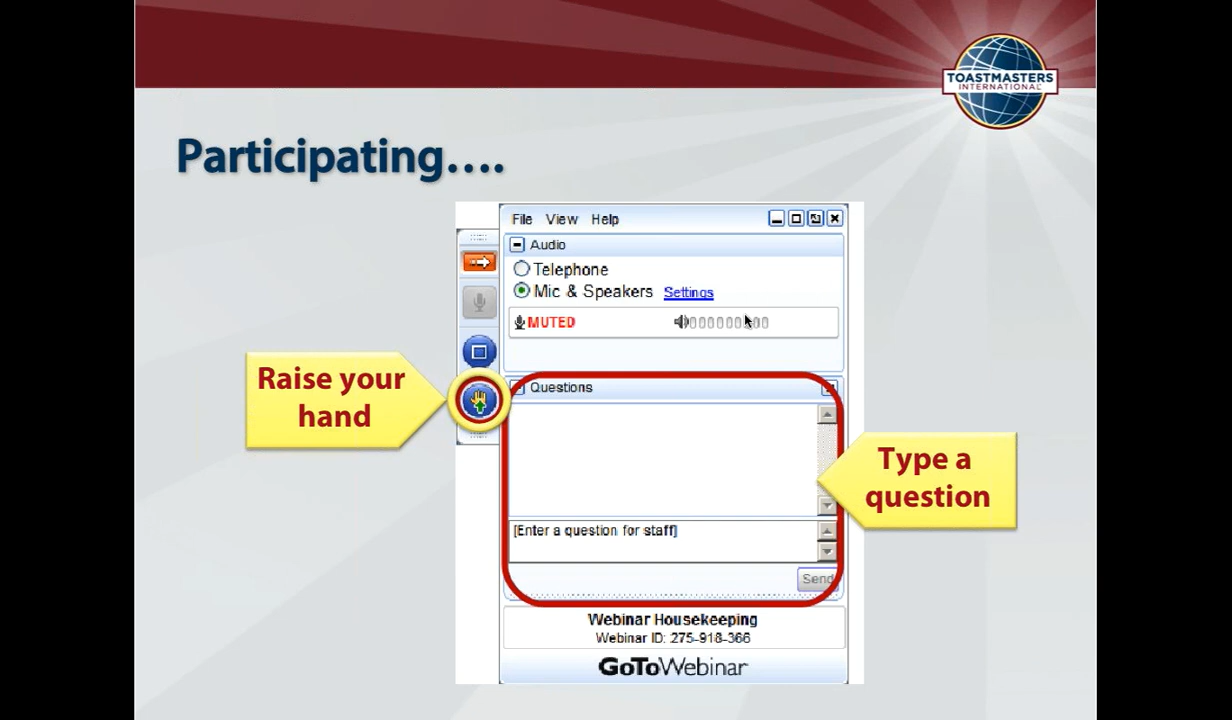 TOASTMASTERS
INTERNATIONAL
Participating....
File View Help
Audio
Telephone
Mic & Speakers Settings
MUTED
Raise your
hand
Questions
Type a
question
[Enter a question for staff]
Send
Webinar Housekeeping
Webinar ID: 275-918-366
GoToWebinar